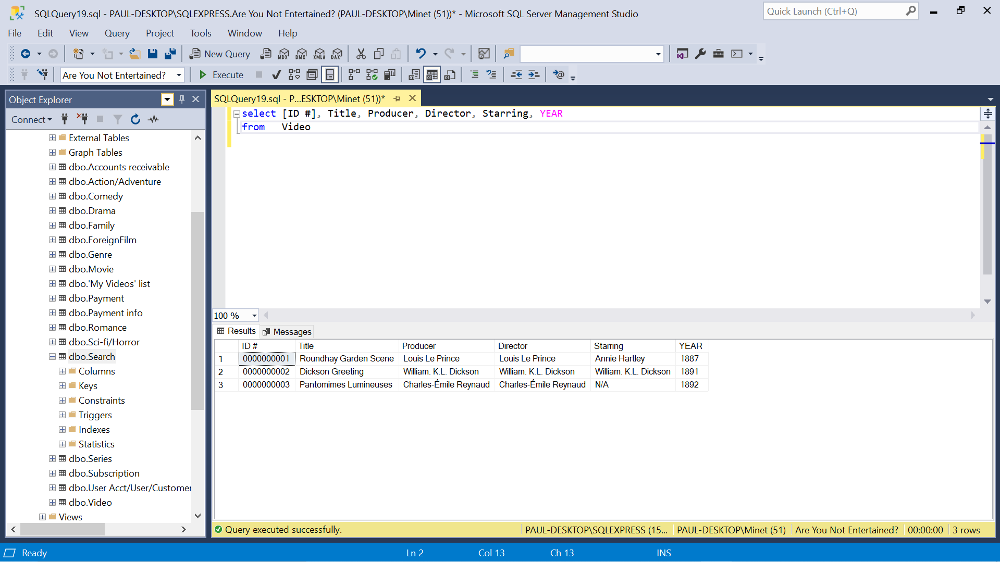 SQLQuery19.sql - PAUL-DESKTOP\SQLEXPRESS.Are You Not Entertained? (PAUL-DESKTOP\Minet (51))* - Microsoft SQL Server Management Studio
Quick Launch (Ctrl+Q)
File Edit View Query Project Tools Window Help
New Query MDX DMX XMLA DAX
Are You Not Entertained? Execute
Object Explorer
Connect
External Tables
Graph Tables
dbo.Accounts receivable
dbo.Action/Adventure
dbo.Comedy
dbo.Drama
dbo.Family
dbo.ForeignFilm
dbo.Genre
dbo.Movie
dbo.'My Videos' list
dbo.Payment
dbo.Payment info
dbo.Romance
dbo.Sci-fi/Horror
dbo.Search
Columns
Keys
Constraints
Triggers
Indexes
Statistics
dbo.Series
dbo.Subscription
dbo.User Acct/User/Customer
dbo.Video
Views
SQLQuery19.sql - P...ESKTOP\Minet (51))*
select [ID #], Title, Producer, Director, Starring, YEAR
from Video
100 %
Results Messages
ID # Title Producer Director Starring YEAR
1 0000000001 Roundhay Garden Scene Louis Le Prince Louis Le Prince Annie Hartley 1887
2 0000000002 Dickson Greeting William. K.L. Dickson William. K.L. Dickson William. K.L. Dickson 1891
3 0000000003 Pantomimes Lumineuses Charles-Émile Reynaud Charles-Émile Reynaud N/A 1892
Query executed successfully. PAUL-DESKTOP\SQLEXPRESS (15... PAUL-DESKTOP\Minet (51) Are You Not Entertained? 00:00:00 3 rows
Ready Ln 2 Col 13 Ch 13 INS